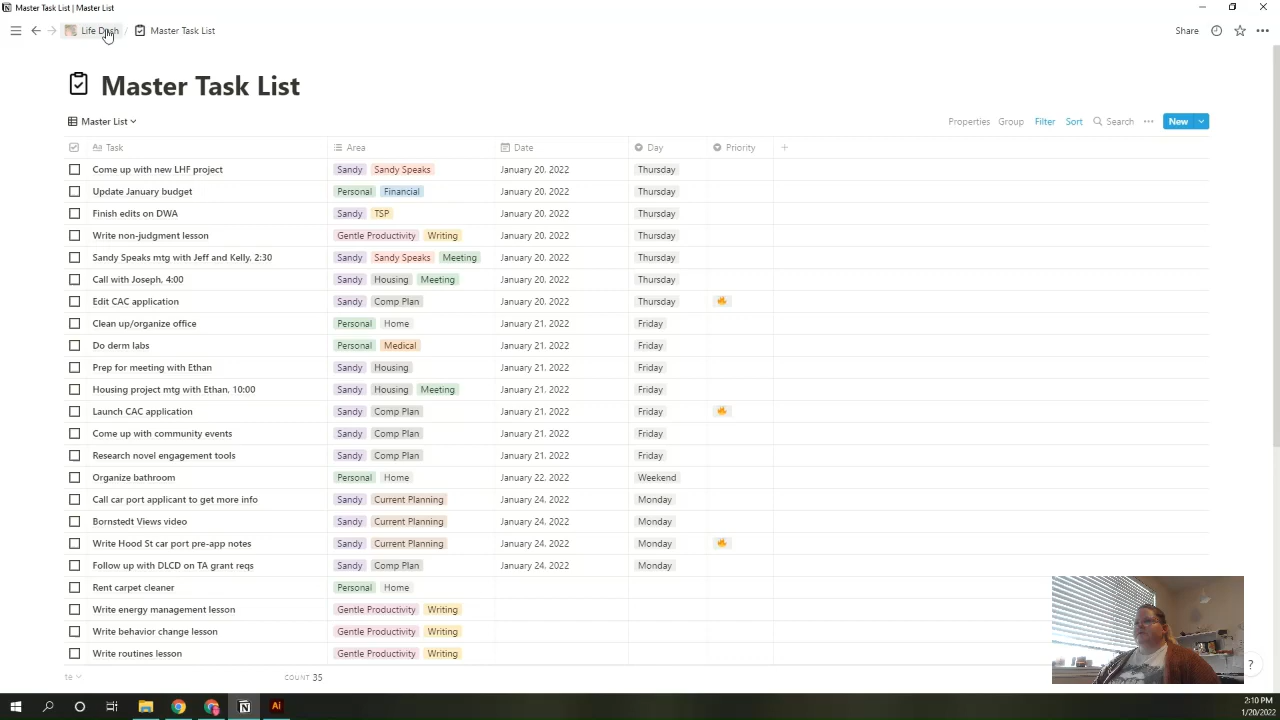 Master Task List | Master List
Life Dash / Master Task List Share
Master Task List
Master List Properties Group Filter Sort Search New
Aa Task Area Date Day Priority
Come up with new LHF project Sandy Sandy Speaks January 20, 2022 Thursday
Update January budget Personal Financial January 20, 2022 Thursday
Finish edits on DWA Sandy TSP January 20, 2022 Thursday
Write non-judgment lesson Gentle Productivity Writing January 20, 2022 Thursday
Sandy Speaks mtg with Jeff and Kelly, 2:30 Sandy Sandy Speaks Meeting January 20, 2022 Thursday
Call with Joseph, 4:00 Sandy Housing Meeting January 20, 2022 Thursday
Edit CAC application Sandy Comp Plan January 20, 2022 Thursday
Clean up/organize office Personal Home January 21, 2022 Friday
Do derm labs Personal Medical January 21, 2022 Friday
Prep for meeting with Ethan Sandy Housing January 21, 2022 Friday
Housing project mtg with Ethan, 10:00 Sandy Housing Meeting January 21, 2022 Friday
Launch CAC application Sandy Comp Plan January 21, 2022 Friday
Come up with community events Sandy Comp Plan January 21, 2022 Friday
Research novel engagement tools Sandy Comp Plan January 21, 2022 Friday
Organize bathroom Personal Home January 22, 2022 Weekend
Call car port applicant to get more info Sandy Current Planning January 24, 2022 Monday
Bornstedt Views video Sandy Current Planning January 24, 2022 Monday
Write Hood St car port pre-app notes Sandy Current Planning January 24, 2022 Monday
Follow up with DLCD on TA grant reqs Sandy Comp Plan January 24, 2022 Monday
Rent carpet cleaner Personal Home
Write energy management lesson Gentle Productivity Writing
Write behavior change lesson Gentle Productivity Writing
Write routines lesson Gentle Productivity Writing
te COUNT 35 ?
Ai
2:10 PM
1/20/2022